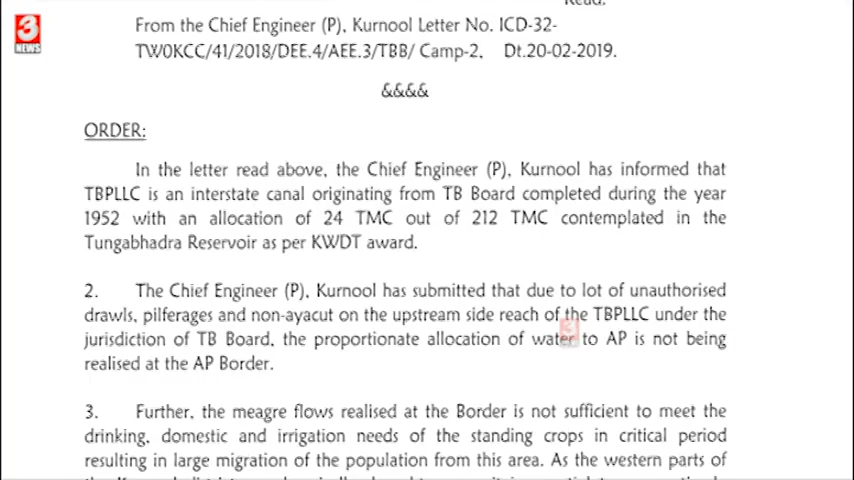 Read:
3
NEWS
From the Chief Engineer (P), Kurnool Letter No. ICD-32-
TW0KCC/41/2018/DEE.4/AEE.3/TBB/ Camp-2, Dt.20-02-2019.
&&&&
ORDER:
In the letter read above, the Chief Engineer (P), Kurnool has informed that
TBPLLC is an interstate canal originating from TB Board completed during the year
1952 with an allocation of 24 TMC out of 212 TMC contemplated in the
Tungabhadra Reservoir as per KWDT award.
2. The Chief Engineer (P), Kurnool has submitted that due to lot of unauthorised
drawls, pilferages and non-ayacut on the upstream side reach of the TBPLLC under the
jurisdiction of TB Board, the proportionate allocation of water to AP is not being
realised at the AP Border.
3
3. Further, the meagre flows realised at the Border is not sufficient to meet the
drinking, domestic and irrigation needs of the standing crops in critical period
resulting in large migration of the population from this area. As the western parts of